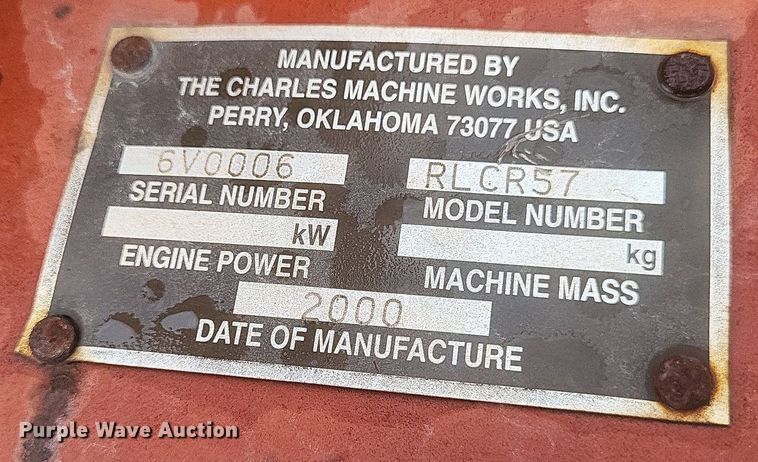 MANUFACTURED BY
THE CHARLES MACHINE WORKS, INC.
PERRY, OKLAHOMA 73077 USA
6V0006 RLCR57
SERIAL NUMBER MODEL NUMBER
kW kg
ENGINE POWER MACHINE MASS
2000
DATE OF MANUFACTURE
Purple Wave Auction